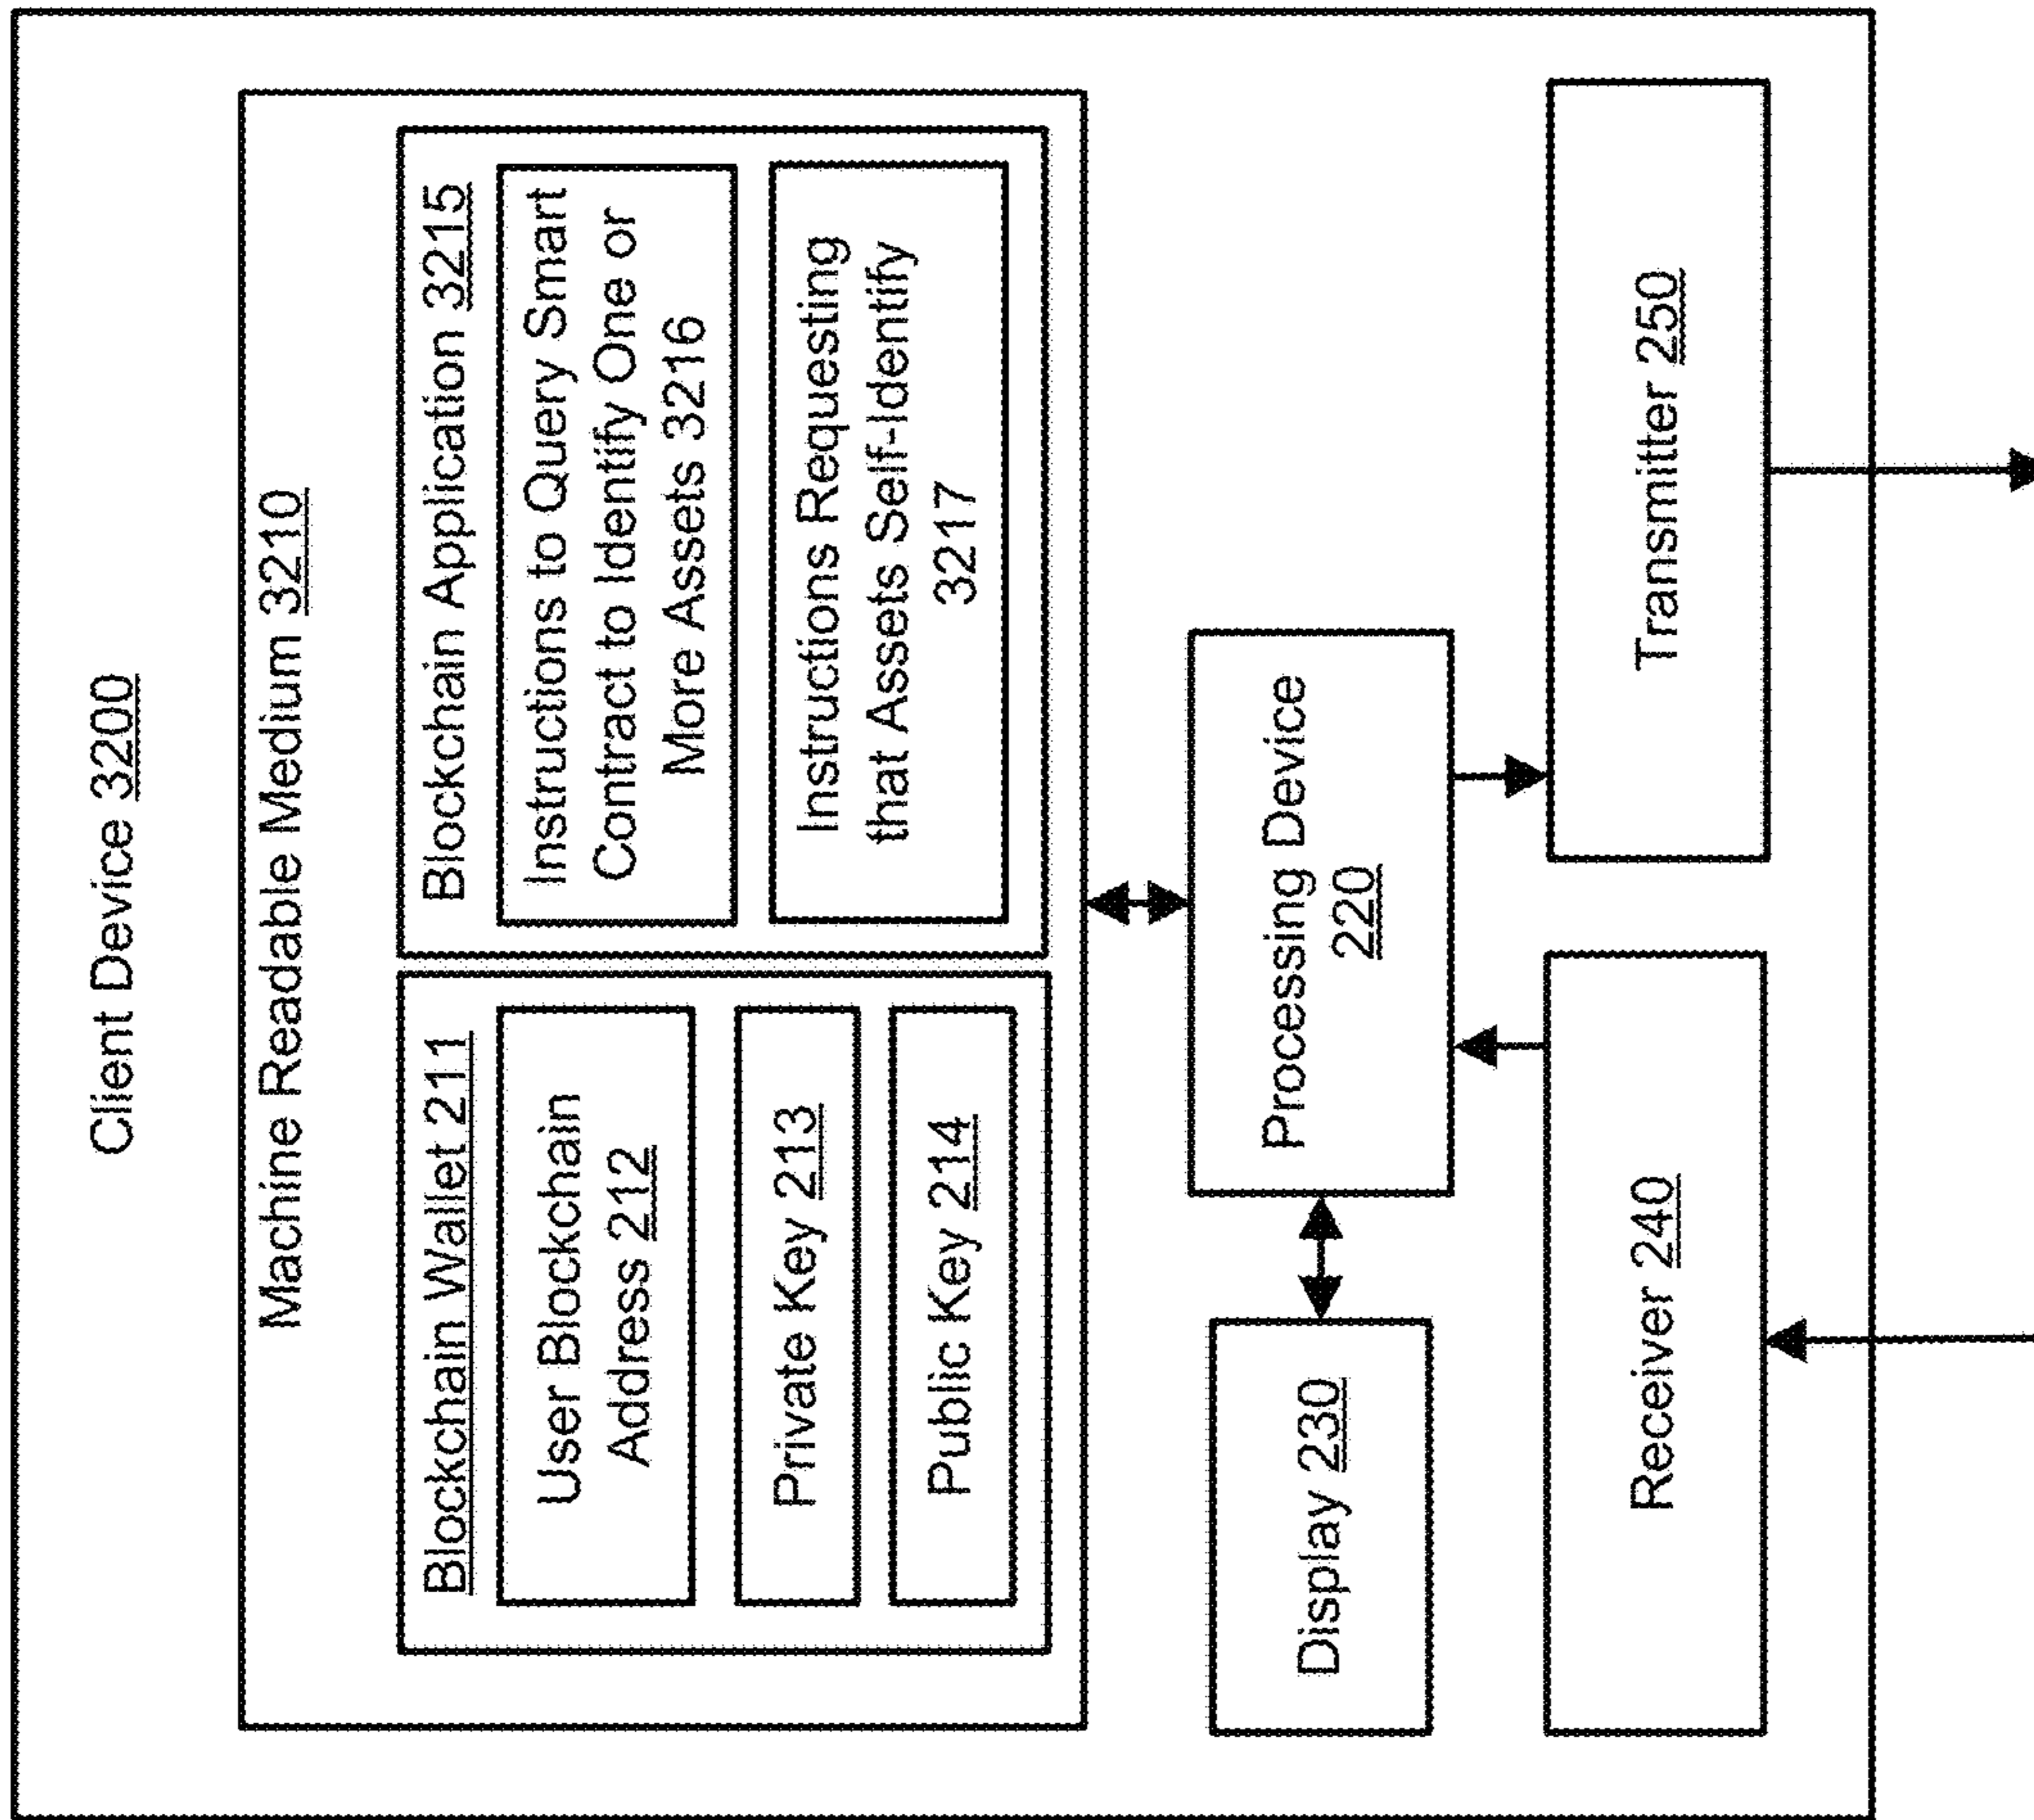 Client Device 3200
Machine Readable Medium 3210
Blockchain Wallet 211
User Blockchain
Address 212
Private Key 213
Public Key 214
Blockchain Application 3215
Instructions to Query Smart
Contract to Identify One or
More Assets 3216
Instructions Requesting
that Assets Self-Identify
3217
Display 230
Processing Device
220
Receiver 240
Transmitter 250